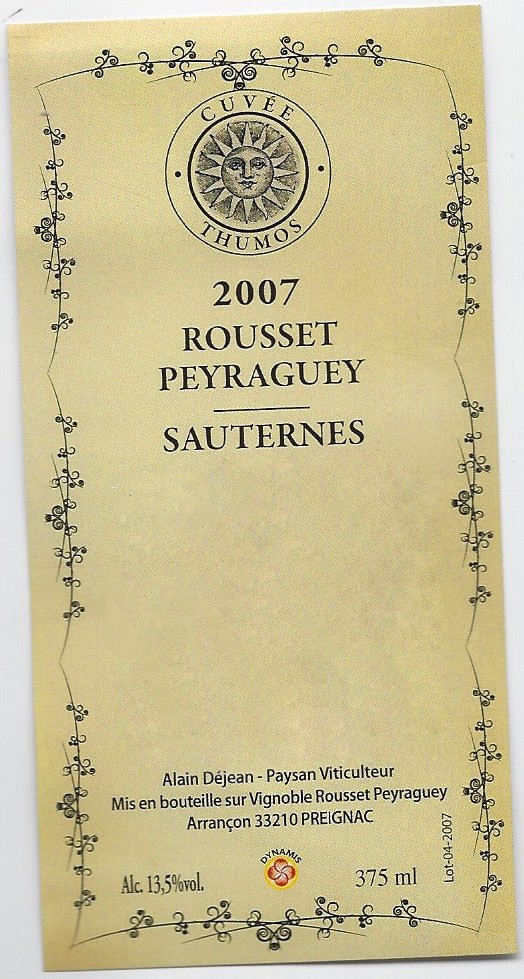 CUVÉE
THUMOS
2007
ROUSSET
PEYRAGUEY
SAUTERNES
Alain Déjean - Paysan Viticulteur
Mis en bouteille sur Vignoble Rousset Peyraguey
Arrançon 33210 PREIGNAC
DYNAMIS
Alc. 13,5%vol.
375 ml
Lot-04-2007